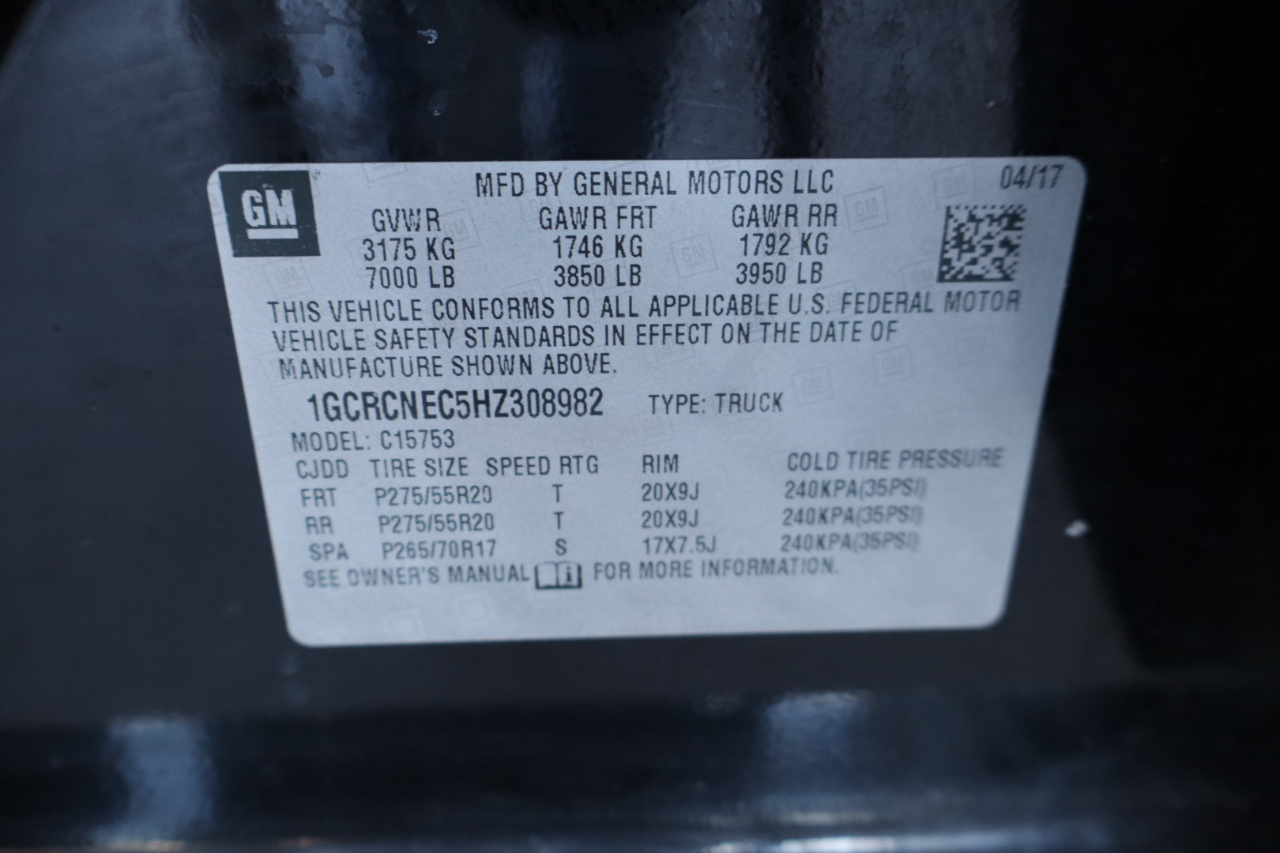 GM
MFD BY GENERAL MOTORS LLC 04/17
GVWR GAWR FRT GAWR RR
3175 KG 1746 KG 1792 KG
7000 LB 3850 LB 3950 LB
THIS VEHICLE CONFORMS TO ALL APPLICABLE U.S. FEDERAL MOTOR
VEHICLE SAFETY STANDARDS IN EFFECT ON THE DATE OF
MANUFACTURE SHOWN ABOVE.
1GCRCNEC5HZ308982 TYPE: TRUCK
MODEL: C15753
CJDD TIRE SIZE SPEED RTG RIM COLD TIRE PRESSURE
FRT P275/55R20 T 20X9J 240KPA(35PSI)
RR P275/55R20 T 20X9J 240KPA(35PSI)
SPA P265/70R17 S 17X7.5J 240KPA(35PSI)
SEE OWNER'S MANUAL FOR MORE INFORMATION.